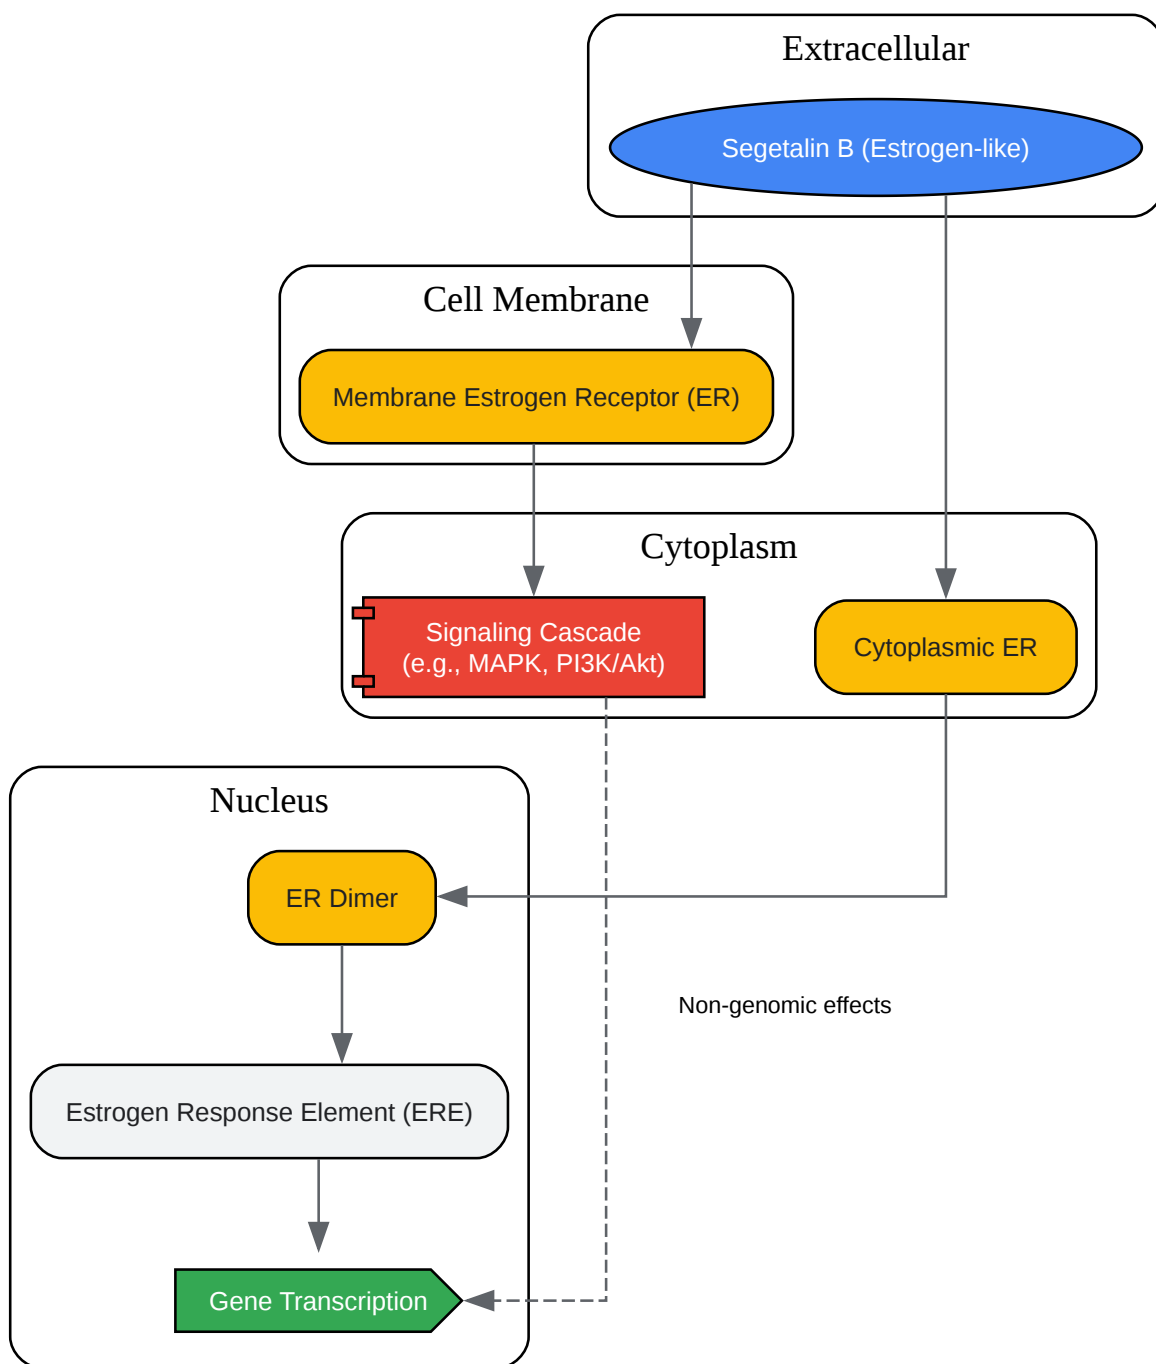 Extracellular
Segetalin B (Estrogen-like)
Cell Membrane
Membrane Estrogen Receptor (ER)
Cytoplasm
Signaling Cascade
(e.g., MAPK, PI3K/Akt)
Cytoplasmic ER
Nucleus
ER Dimer
Non-genomic effects
Estrogen Response Element (ERE)
Gene Transcription